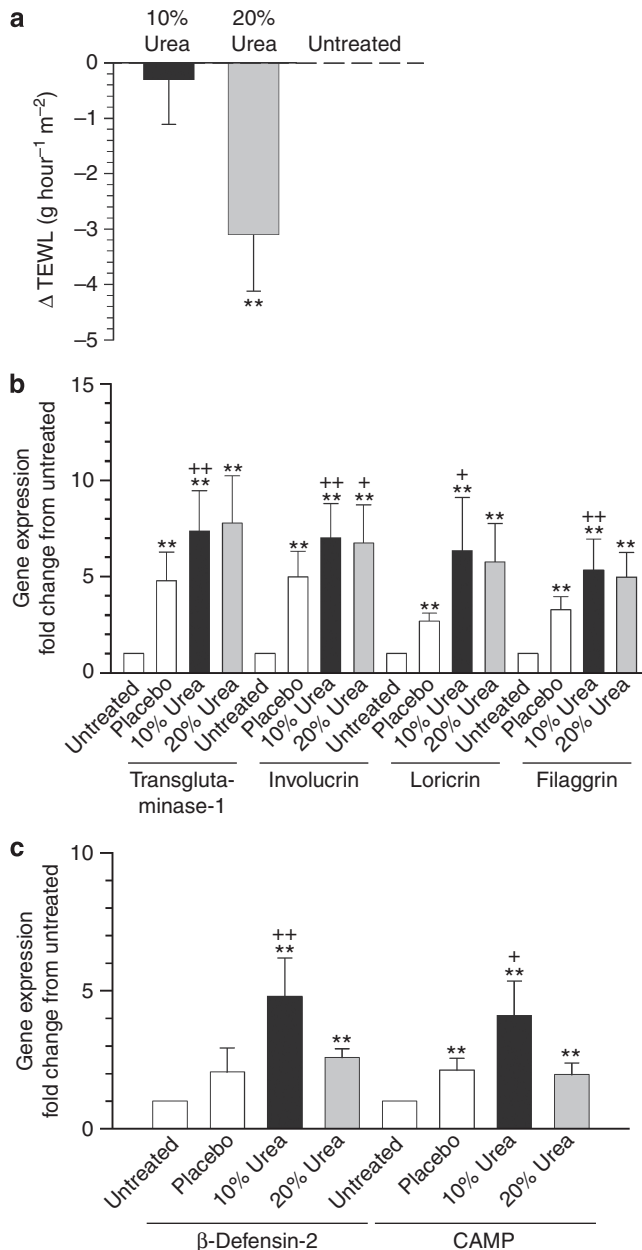 a
10% Urea
20% Urea
Untreated
0
–1
–2
–3
–4
–5
Δ TEWL (g hour⁻¹ m⁻²)
**
b
Gene expression
fold change from untreated
15
10
5
0
**
++
**
**
**
++
**
+
**
**
+
**
**
**
++
**
**
Untreated
Placebo
10% Urea
20% Urea
Untreated
Placebo
10% Urea
20% Urea
Untreated
Placebo
10% Urea
20% Urea
Untreated
Placebo
10% Urea
20% Urea
Transgluta-
minase-1
Involucrin
Loricrin
Filaggrin
c
Gene expression
fold change from untreated
10
5
0
++
**
**
**
+
**
**
Untreated
Placebo
10% Urea
20% Urea
Untreated
Placebo
10% Urea
20% Urea
β-Defensin-2
CAMP